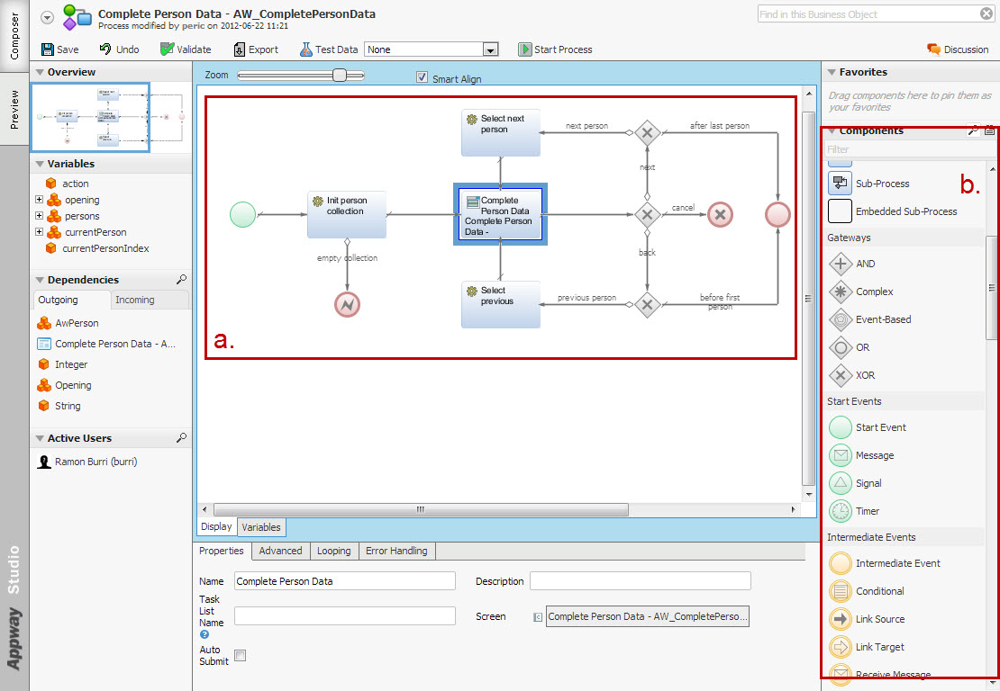 Composer
Preview
Appway Studio
Complete Person Data - AW_CompletePersonData
Process modified by peric on 2012-06-22 11:21
Find in this Business Object
Save
Undo
Validate
Export
Test Data
None
Start Process
Discussion
Overview
Variables
action
opening
persons
currentPerson
currentPersonIndex
Dependencies
Outgoing
Incoming
AwPerson
Complete Person Data - A...
Integer
Opening
String
Active Users
Ramon Burri (burri)
Zoom
Smart Align
Select next
person
next person
after last person
next
Init person
collection
Complete
Person Data
Complete Person
Data -
cancel
empty collection
back
Select
previous
previous person
before first
person
a.
Display
Variables
Properties
Advanced
Looping
Error Handling
Name
Complete Person Data
Description
Task
List
Name
Screen
Complete Person Data - AW_CompletePerso...
Auto
Submit
Favorites
Drag components here to pin them as
your favorites
Components
Filter
b.
Sub-Process
Embedded Sub-Process
Gateways
AND
Complex
Event-Based
OR
XOR
Start Events
Start Event
Message
Signal
Timer
Intermediate Events
Intermediate Event
Conditional
Link Source
Link Target
Receive Message